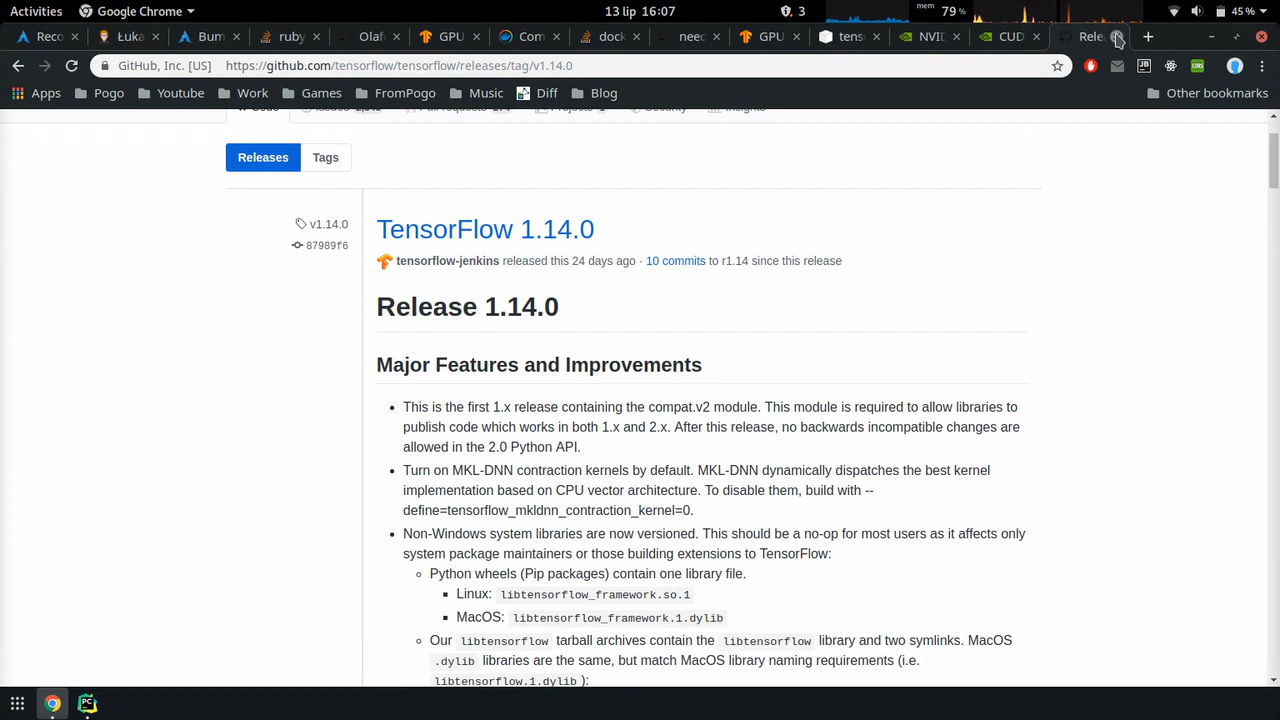 Activities Google Chrome 13 lip 16:07 3 mem 79 % 45 %
Reco Łuka Bum ruby Olafe GPU Com dock need GPU tens NVID CUD Rele
GitHub, Inc. [US] https://github.com/tensorflow/tensorflow/releases/tag/v1.14.0
Apps Pogo Youtube Work Games FromPogo Music Diff Blog Other bookmarks
Releases Tags
v1.14.0
87989f6
TensorFlow 1.14.0
tensorflow-jenkins released this 24 days ago · 10 commits to r1.14 since this release
Release 1.14.0
Major Features and Improvements
This is the first 1.x release containing the compat.v2 module. This module is required to allow libraries to
publish code which works in both 1.x and 2.x. After this release, no backwards incompatible changes are
allowed in the 2.0 Python API.
Turn on MKL-DNN contraction kernels by default. MKL-DNN dynamically dispatches the best kernel
implementation based on CPU vector architecture. To disable them, build with --
define=tensorflow_mkldnn_contraction_kernel=0.
Non-Windows system libraries are now versioned. This should be a no-op for most users as it affects only
system package maintainers or those building extensions to TensorFlow:
Python wheels (Pip packages) contain one library file.
Linux: libtensorflow_framework.so.1
MacOS: libtensorflow_framework.1.dylib
Our libtensorflow tarball archives contain the libtensorflow library and two symlinks. MacOS
.dylib libraries are the same, but match MacOS library naming requirements (i.e.
libtensorflow.1.dylib ):